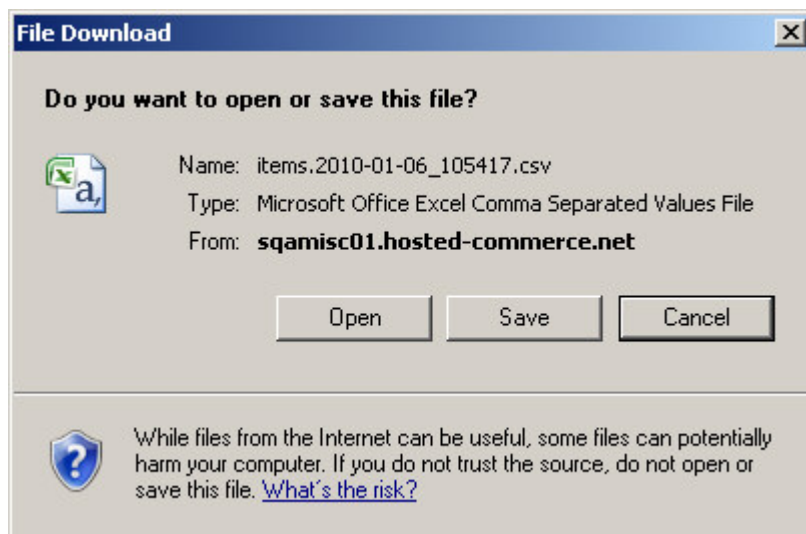 File Download
Do you want to open or save this file?
a,
Name: items.2010-01-06_105417.csv
Type: Microsoft Office Excel Comma Separated Values File
From: sqamisc01.hosted-commerce.net
Open Save Cancel
While files from the Internet can be useful, some files can potentially
harm your computer. If you do not trust the source, do not open or
save this file. What's the risk?